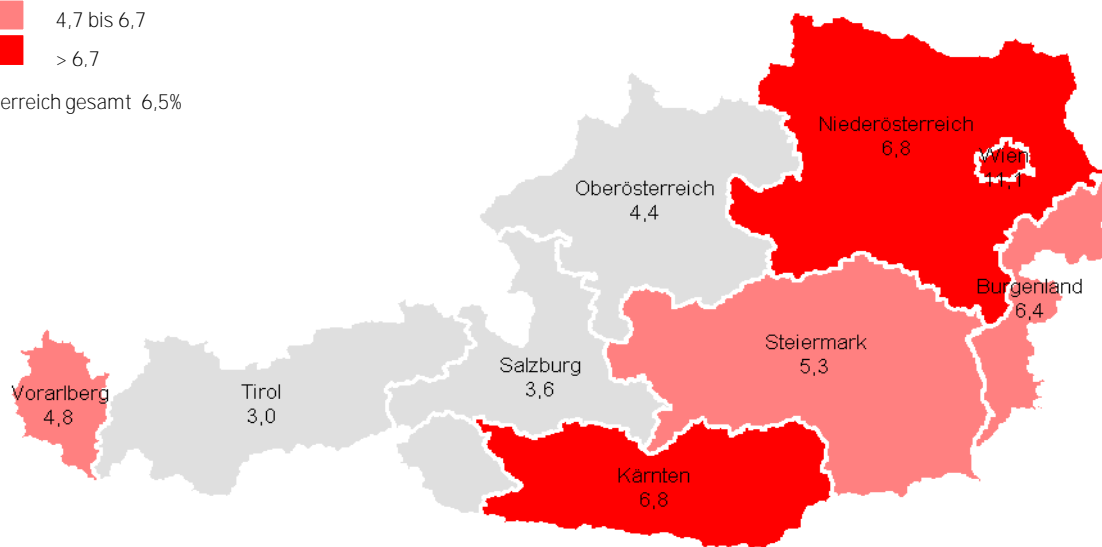 4,7 bis 6,7
> 6,7
erreich gesamt 6,5%
Niederösterreich
6,8
Wien
11,1
Oberösterreich
4,4
Burgenland
6,4
Steiermark
5,3
Salzburg
3,6
Vorarlberg
4,8
Tirol
3,0
Kärnten
6,8